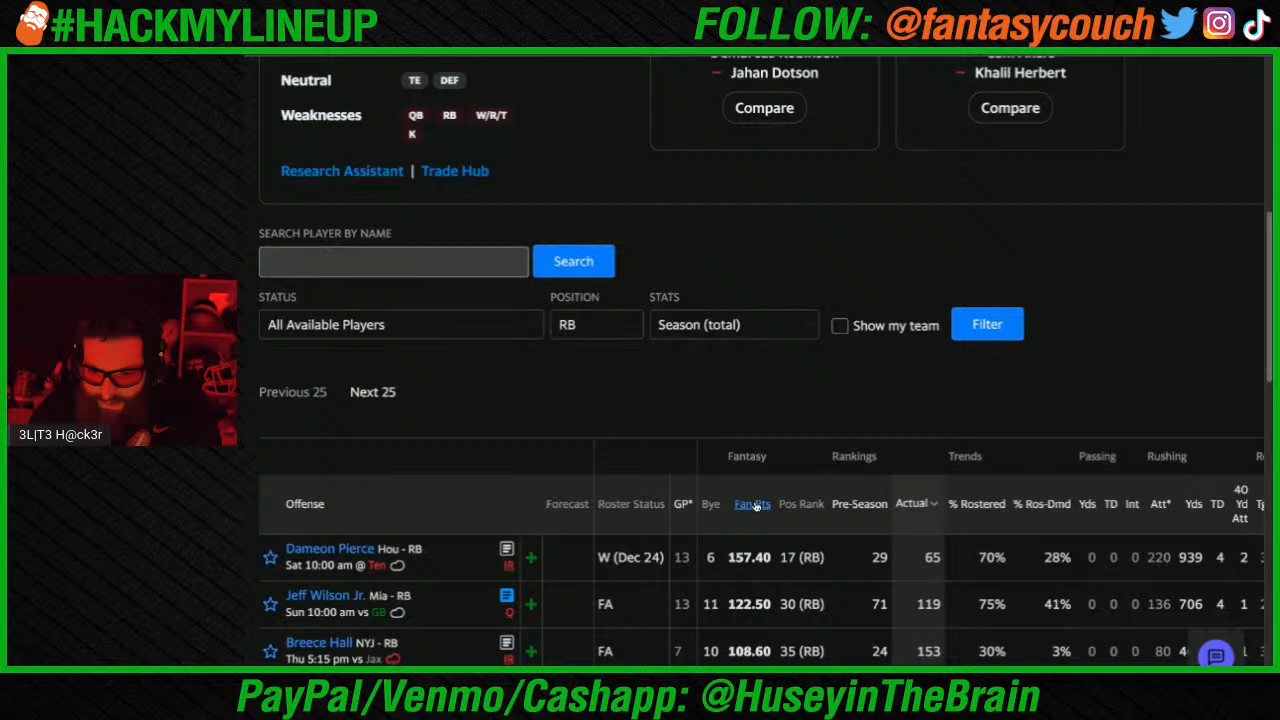 #HACKMYLINEUP
FOLLOW: @fantasycouch
Neutral TE DEF
Weaknesses QB RB W/R/T
K
Research Assistant | Trade Hub
Jahan Dotson
Compare
Khalil Herbert
Compare
SEARCH PLAYER BY NAME
Search
STATUS POSITION STATS
All Available Players RB Season (total) Show my team Filter
Previous 25 Next 25
Fantasy Rankings Trends Passing Rushing
Offense Forecast Roster Status GP* Bye Fan Pts Pos Rank Pre-Season Actual % Rostered % Ros-Dmd Yds TD Int Att* Yds TD 40 Yd Att
Dameon Pierce Hou - RB W (Dec 24) 13 6 157.40 17 (RB) 29 65 70% 28% 0 0 0 220 939 4 2
Sat 10:00 am @ Ten IR
Jeff Wilson Jr. Mia - RB FA 13 11 122.50 30 (RB) 71 119 75% 41% 0 0 0 136 706 4 1
Sun 10:00 am vs GB Q
Breece Hall NYJ - RB FA 7 10 108.60 35 (RB) 24 153 30% 3% 0 0 0 80
Thu 5:15 pm vs Jax IR
3L|T3 H@ck3r
PayPal/Venmo/Cashapp: @HuseyinTheBrain